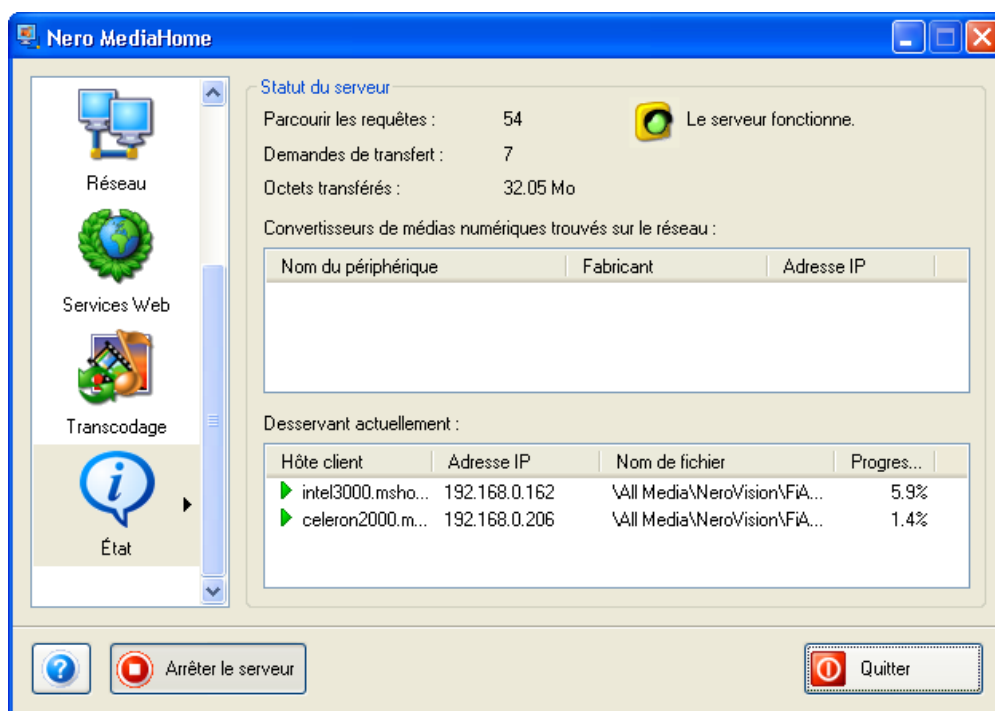 Nero MediaHome
Réseau
Services Web
Transcodage
État
Statut du serveur
Parcourir les requêtes : 54
Le serveur fonctionne.
Demandes de transfert : 7
Octets transférés : 32.05 Mo
Convertisseurs de médias numériques trouvés sur le réseau :
Nom du périphérique Fabricant Adresse IP
Desservant actuellement :
Hôte client Adresse IP Nom de fichier Progres...
intel3000.msho... 192.168.0.162 \All Media\NeroVision\FiA... 5.9%
celeron2000.m... 192.168.0.206 \All Media\NeroVision\FiA... 1.4%
? Arrêter le serveur Quitter